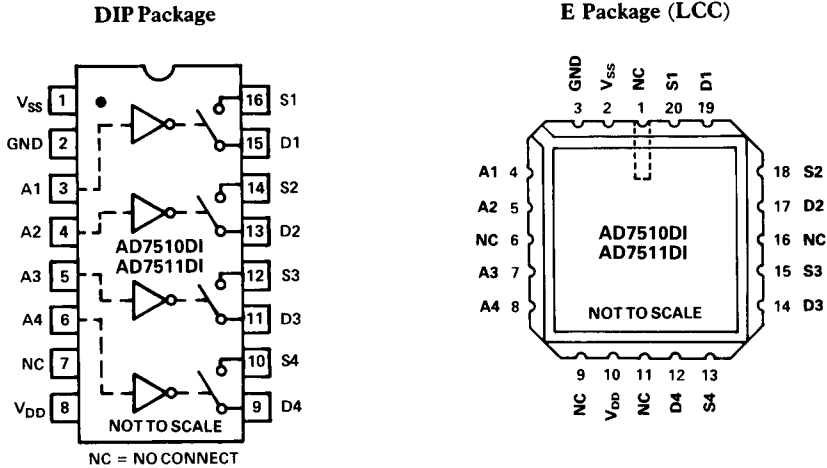 DIP Package
E Package (LCC)
VSS 1
16 S1
GND 2
15 D1
A1 3
14 S2
A2 4
13 D2
AD7510DI
AD7511DI
A3 5
12 S3
A4 6
11 D3
NC 7
10 S4
VDD 8
9 D4
NOT TO SCALE
NC = NO CONNECT
GND VSS NC S1 D1
3 2 1 20 19
A1 4
18 S2
A2 5
17 D2
NC 6
16 NC
A3 7
15 S3
A4 8
14 D3
AD7510DI
AD7511DI
NOT TO SCALE
9 10 11 12 13
NC VDD NC D4 S4